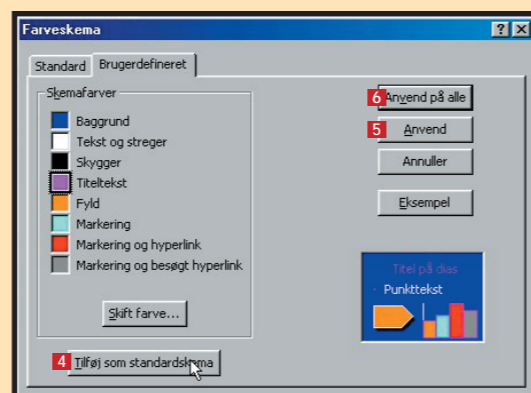 Farveskema
Standard Brugerdefineret
Skemafarver
Baggrund
Tekst og streger
Skygger
Titeltekst
Fyld
Markering
Markering og hyperlink
Markering og besøgt hyperlink
Skift farve...
4 Tilføj som standardskema
6 Anvend på alle
5 Anvend
Annuller
Eksempel
Titel på dias
· Punkttekst